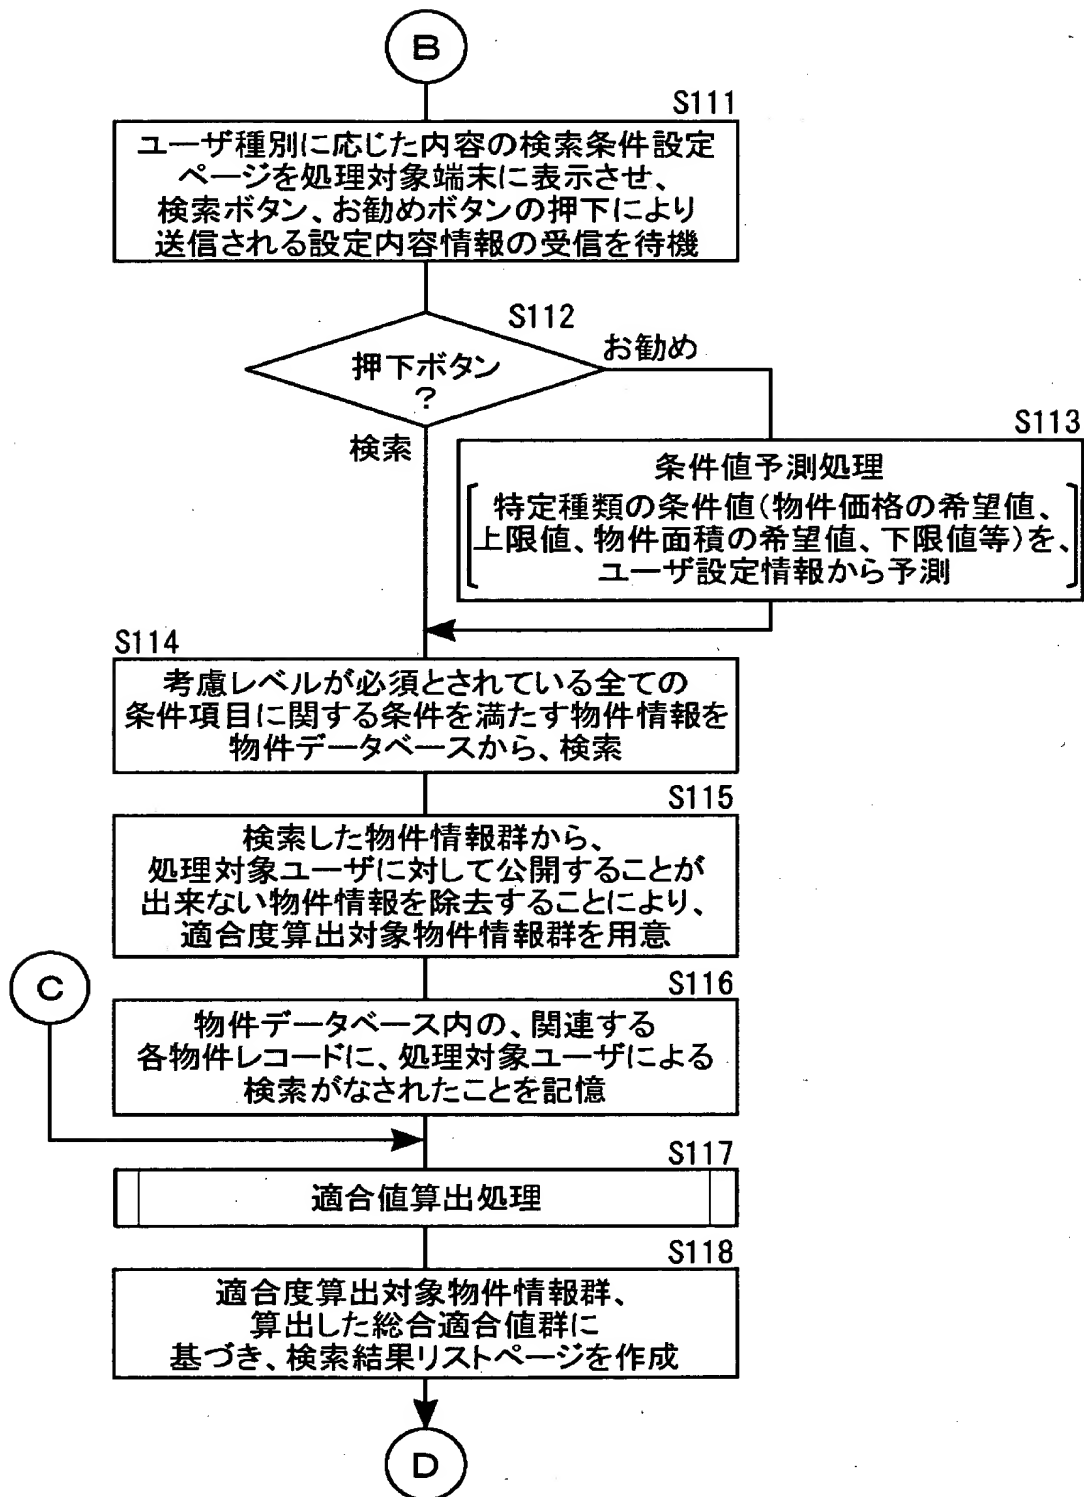 B
S111
ユーザ種別に応じた内容の検索条件設定
ページを処理対象端末に表示させ、
検索ボタン、お勧めボタンの押下により
送信される設定内容情報の受信を待機
S112
押下ボタン
?
お勧め
検索
S113
条件値予測処理
特定種類の条件値(物件価格の希望値、
上限値、物件面積の希望値、下限値等)を、
ユーザ設定情報から予測
S114
考慮レベルが必須とされている全ての
条件項目に関する条件を満たす物件情報を
物件データベースから、検索
S115
検索した物件情報群から、
処理対象ユーザに対して公開することが
出来ない物件情報を除去することにより、
適合度算出対象物件情報群を用意
C
S116
物件データベース内の、関連する
各物件レコードに、処理対象ユーザによる
検索がなされたことを記憶
S117
適合値算出処理
S118
適合度算出対象物件情報群、
算出した総合適合値群に
基づき、検索結果リストページを作成
D